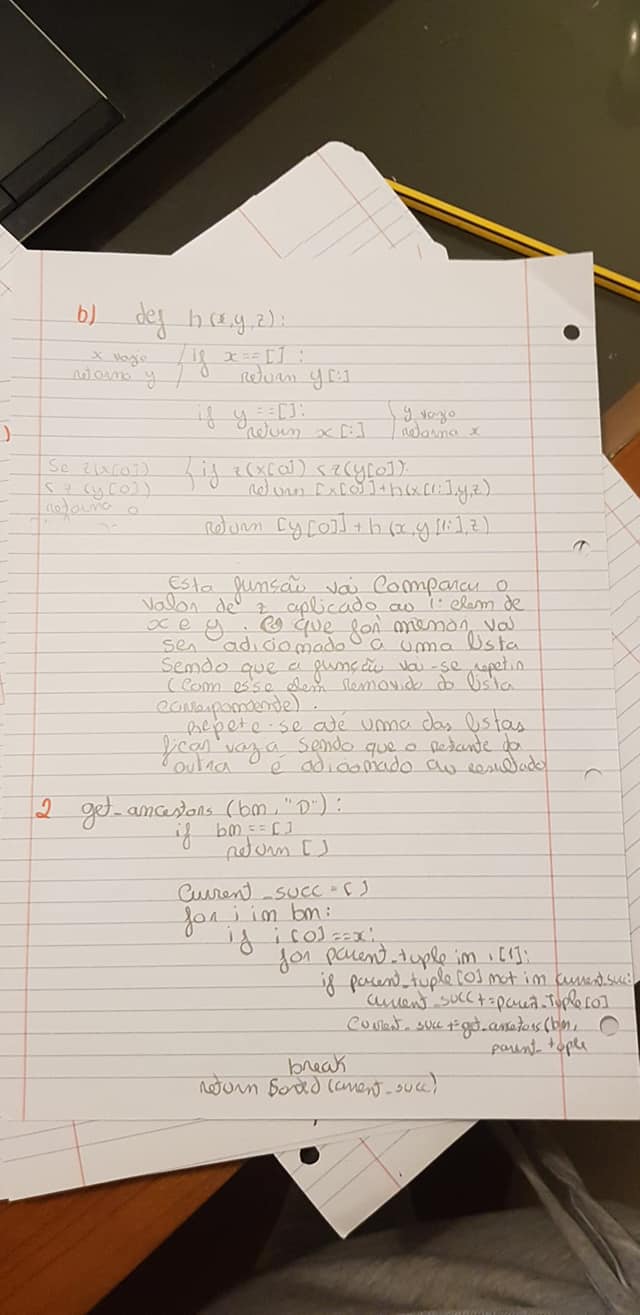 b) def h(x,y,z):
x vazio / if x==[] :
retorna y return y[:]
if y==[]: y vazio
return x[:] retorna x
Se z(x[0]) if z(x[0]) ≤ z(y[0]):
≤ z(y[0]) return [x[0]]+h(x[1:],y,z)
retorna o
return [y[0]]+h(x,y[1:],z)
Esta função vai comparar o
valor de z aplicado ao 1º elem de
x e y. O que for menor vai
ser adicionado a uma lista
sendo que a função vai-se repetir
(com esse elem removido da lista
correspondente).
Repete-se até uma das listas
ficar vazia sendo que o restante da
outra é adicionado ao resultado
2 get_ancestors (bm,"D"):
if bm==[]
return []
Current_succ=[]
for i in bm:
if i[0]==x:
for parent_tuple in i[1]:
if parent_tuple[0] not in current_succ:
current_succ+=parent_tuple[0]
Current_succ+=get_ancestors(bm,
parent_tuple
break
return Sorted (current_succ)